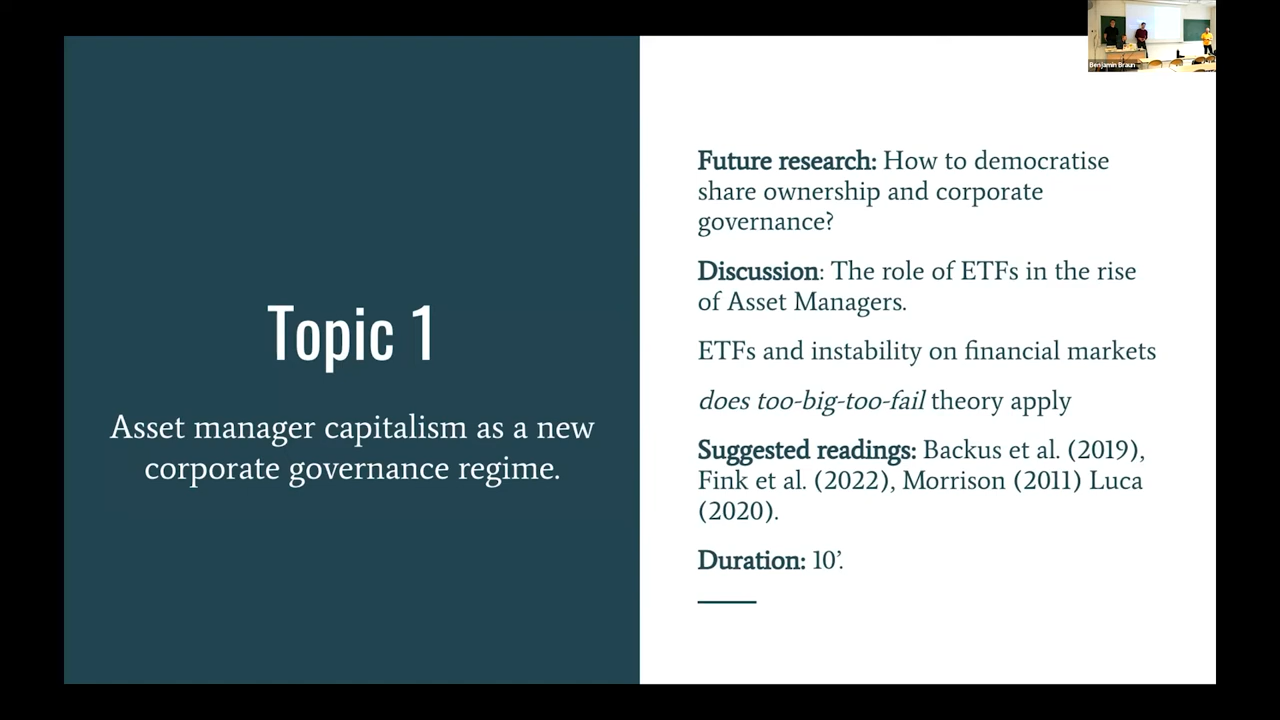 Benjamin Braun
Topic 1
Asset manager capitalism as a new
corporate governance regime.
Future research: How to democratise
share ownership and corporate
governance?
Discussion: The role of ETFs in the rise
of Asset Managers.
ETFs and instability on financial markets
does too-big-too-fail theory apply
Suggested readings: Backus et al. (2019),
Fink et al. (2022), Morrison (2011) Luca
(2020).
Duration: 10’.